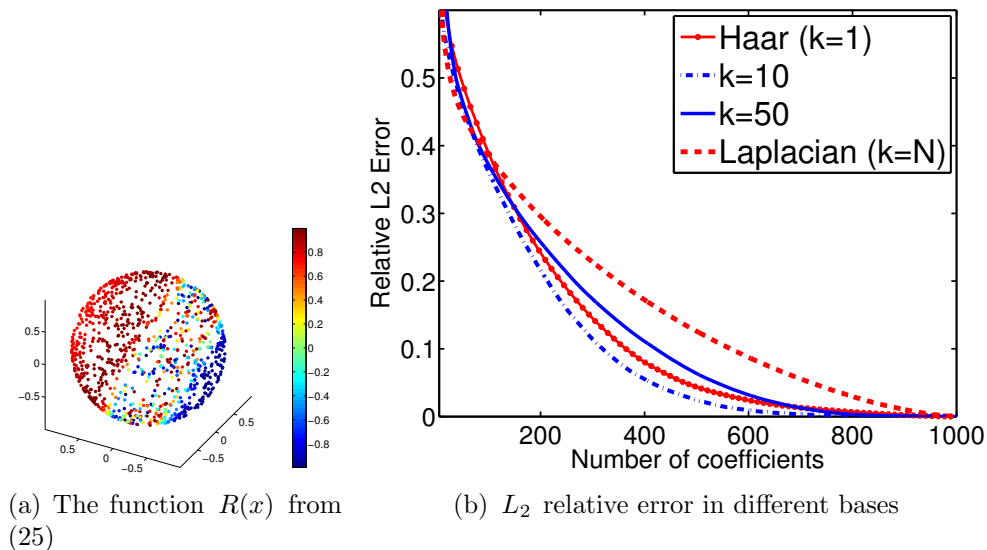 0.5
0
−0.5
0.5
0
−0.5
0.5
0
−0.5
0.8
0.6
0.4
0.2
0
−0.2
−0.4
−0.6
−0.8
(a) The function R(x) from
(25)
Haar (k=1)
k=10
k=50
Laplacian (k=N)
Relative L2 Error
0.5
0.4
0.3
0.2
0.1
0
200 400 600 800 1000
Number of coefficients
(b) L₂ relative error in different bases